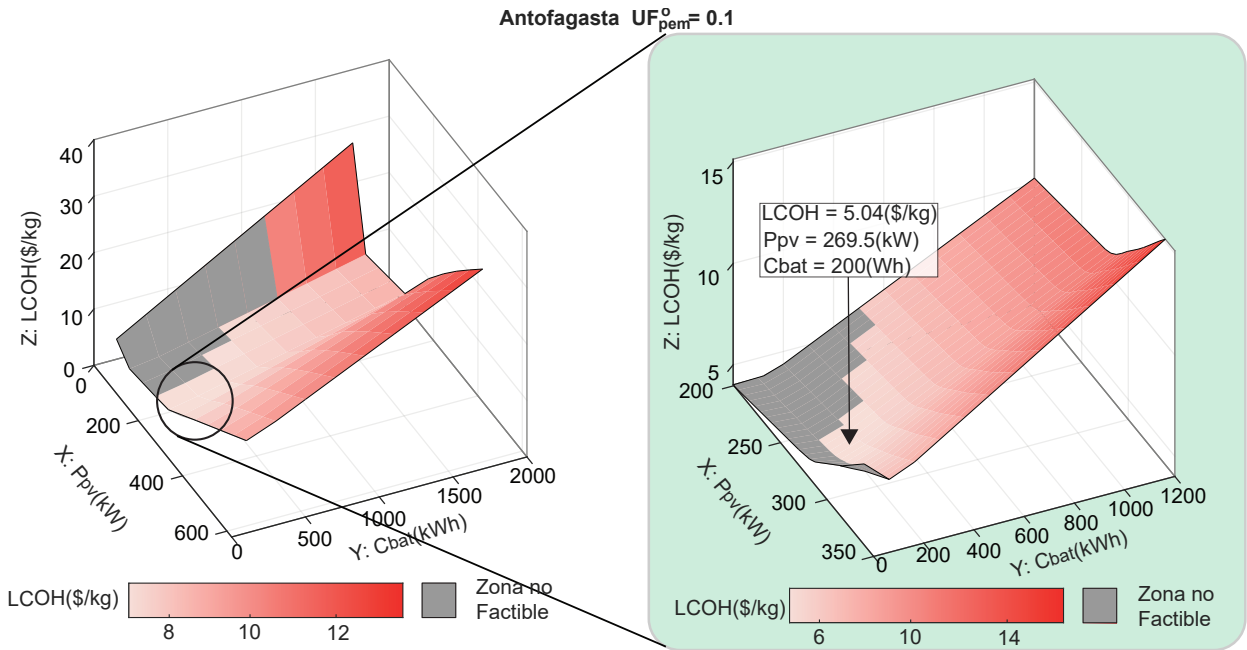 Antofagasta UF°pem = 0.1
Z: LCOH($/kg)
40
30
20
10
0
0
200
400
600
X: Ppv(kW)
0
500
1000
1500
2000
Y: Cbat(kWh)
LCOH($/kg)
8
10
12
Zona no
Factible
LCOH = 5.04($/kg)
Ppv = 269.5(kW)
Cbat = 200(Wh)
Z: LCOH($/kg)
15
10
5
200
250
300
350
X: Ppv(kW)
0
200
400
600
800
1000
1200
Y: Cbat(kWh)
LCOH($/kg)
6
10
14
Zona no
Factible